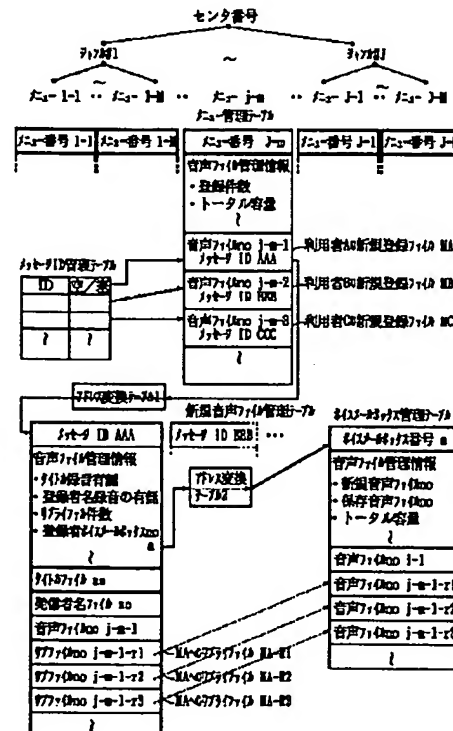 センタ番号
ジャンル#1
ジャンル#J
〜
メニュー 1-1 ‥ メニュー 1-M ‥ メニュー j-m ‥ メニュー J-1 ‥ メニュー J-M
メニュー管理テーブル
メニュー番号 1-1
メニュー番号 1-M
メニュー番号 j-m
メニュー番号 J-1
メニュー番号
音声ファイル管理情報
・登録件数
・トータル容量
音声ファイルno j-m-1
メッセージ ID AAA
利用者Aの新規登録ファイル MA
音声ファイルno j-m-2
メッセージ ID BBB
利用者Bの新規登録ファイル MB
音声ファイルno j-m-3
メッセージ ID CCC
利用者Cの新規登録ファイル MC
メッセージID管理テーブル
ID
空/塞
アドレス変換テーブル1
新規音声ファイル管理テーブル
メッセージ ID AAA
メッセージ ID BBB
…
音声ファイル管理情報
・タイトル録音有無
・登録者名録音の有無
・リプライファイル件数
・登録者ボイスメールボックスno
a
タイトルファイル no
発信者名ファイル no
音声ファイルno j-m-1
リプファイルno j-m-1-r1
リプファイルno j-m-1-r2
リプファイルno j-m-1-r3
MAへのリプライファイル MA-R1
MAへのリプライファイル MA-R2
MAへのリプライファイル MA-R3
アドレス変換
テーブル2
ボイスメールボックス管理テーブル
ボイスメールボックス番号 a
音声ファイル管理情報
・新規音声ファイルno
・保存音声ファイルno
・トータル容量
音声ファイルno
音声ファイルno j-m-1-r1
音声ファイルno j-m-1-r2
音声ファイルno j-m-1-r3